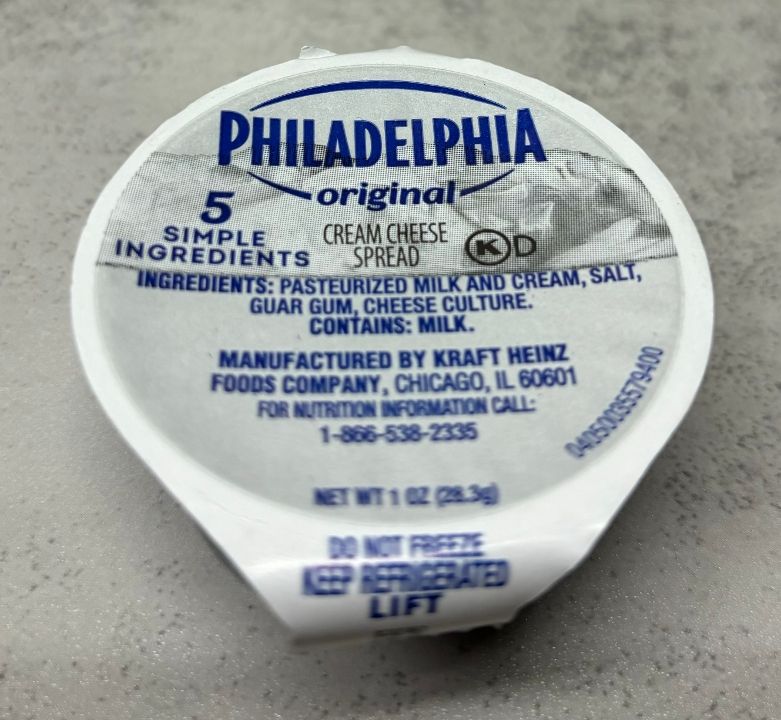 PHILADELPHIA
original
5
SIMPLE
INGREDIENTS
CREAM CHEESE
SPREAD
K D
INGREDIENTS: PASTEURIZED MILK AND CREAM, SALT,
GUAR GUM, CHEESE CULTURE.
CONTAINS: MILK.
MANUFACTURED BY KRAFT HEINZ
FOODS COMPANY, CHICAGO, IL 60601
FOR NUTRITION INFORMATION CALL:
1-866-538-2335
NET WT 1 OZ (28.3g)
DO NOT FREEZE
KEEP REFRIGERATED
LIFT